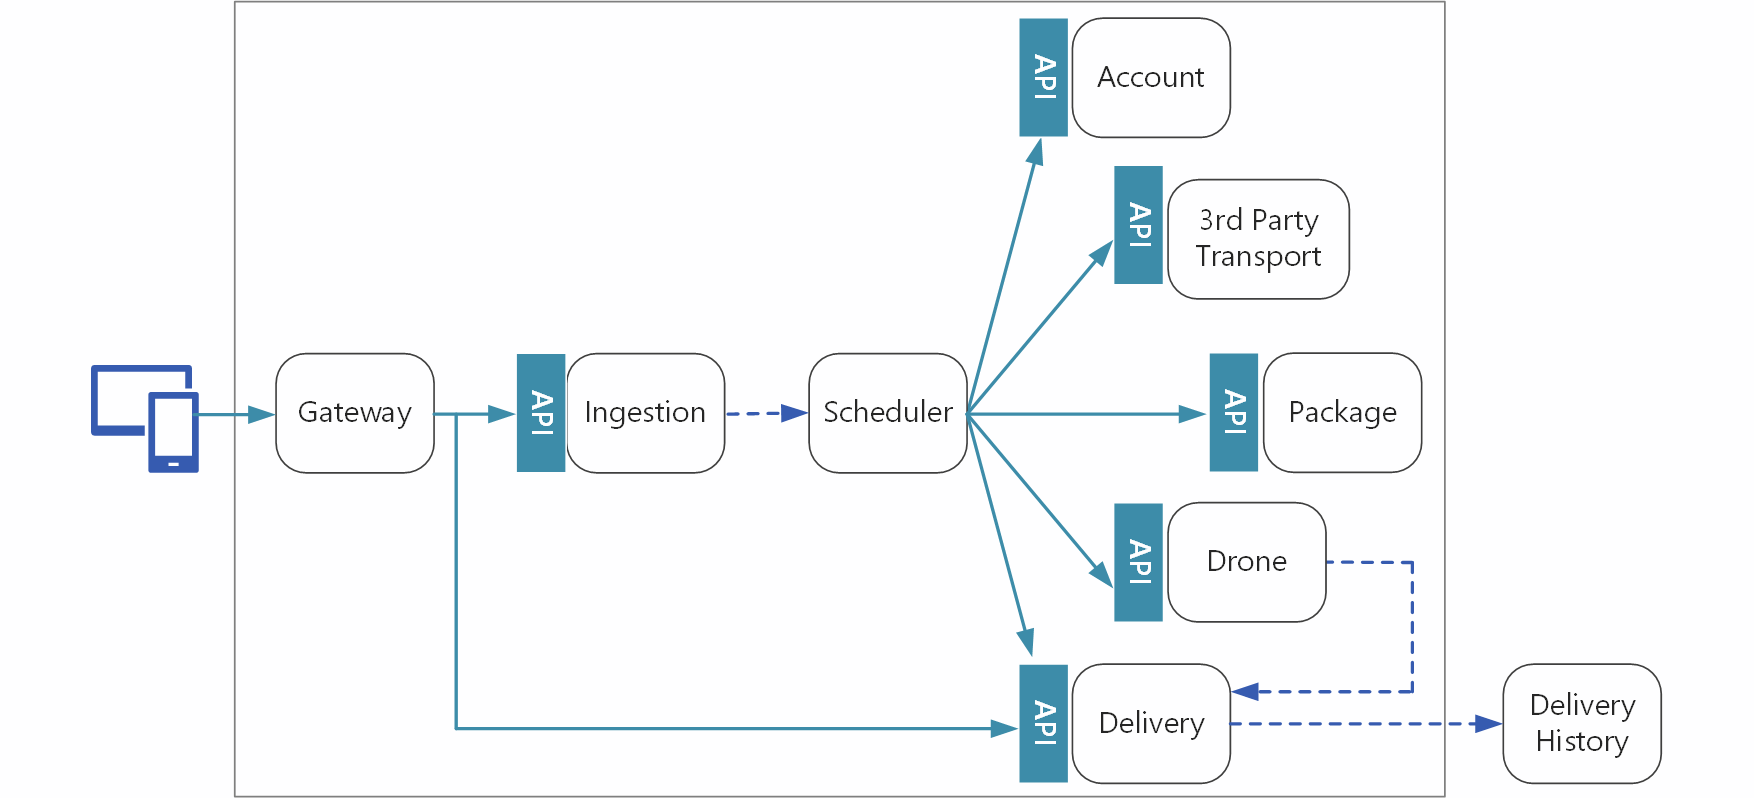 API
Account
API
3rd Party
Transport
Gateway
API
Ingestion
Scheduler
API
Package
API
Drone
API
Delivery
Delivery
History